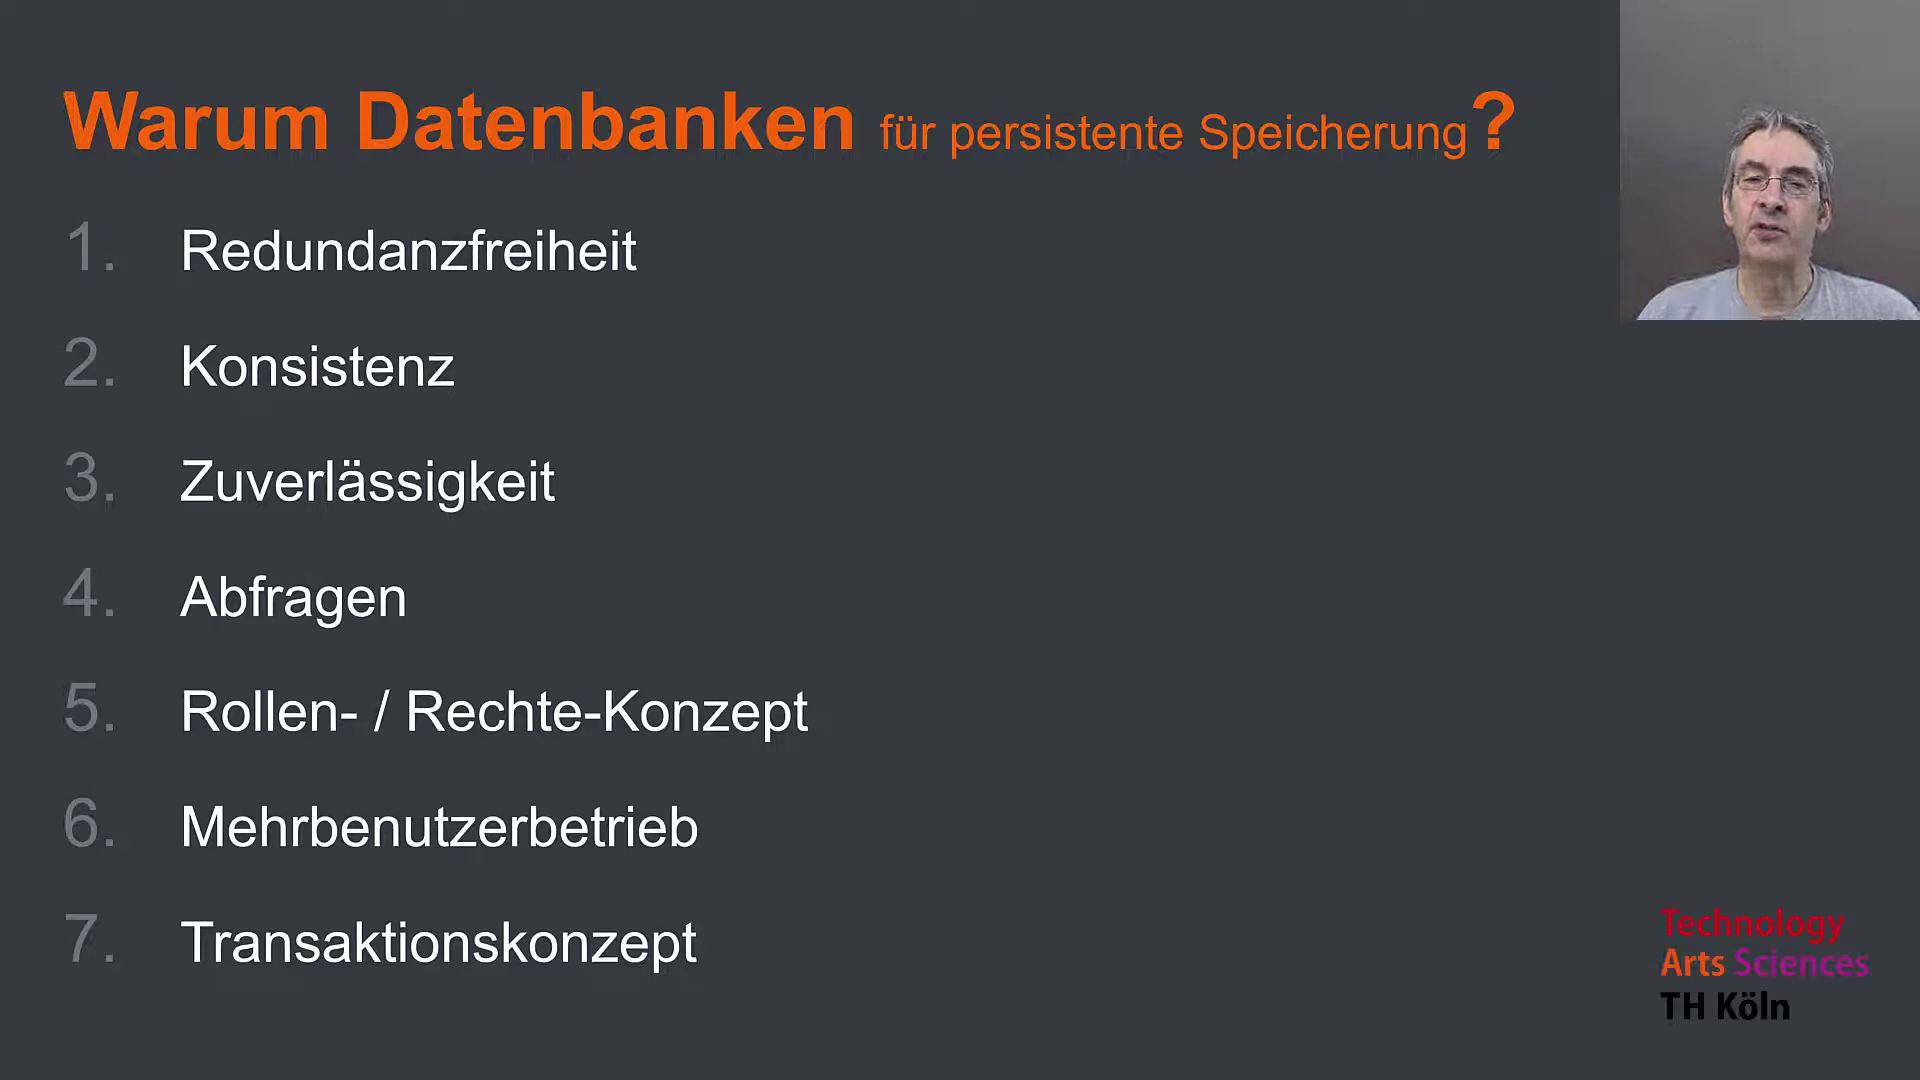 Warum Datenbanken für persistente Speicherung?
1. Redundanzfreiheit
2. Konsistenz
3. Zuverlässigkeit
4. Abfragen
5. Rollen- / Rechte-Konzept
6. Mehrbenutzerbetrieb
7. Transaktionskonzept
Technology
Arts Sciences
TH Köln